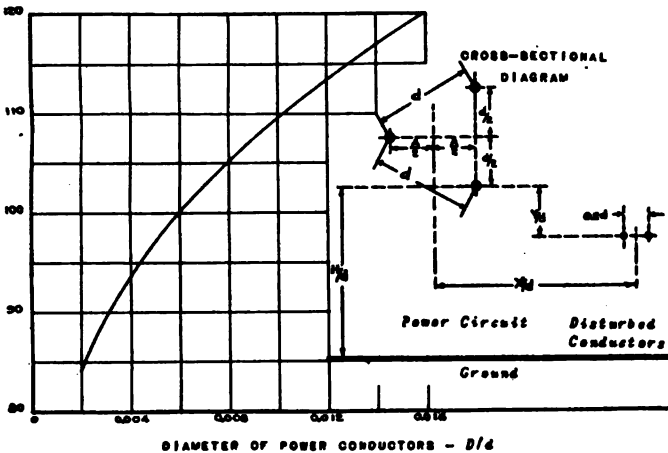 120
110
100
90
80
0
0.004
0.008
0.012
0.016
DIAMETER OF POWER CONDUCTORS – D/d
CROSS-SECTIONAL
DIAGRAM
d
d
d/2
d/2
Power Circuit
Disturbed
Conductors
Ground